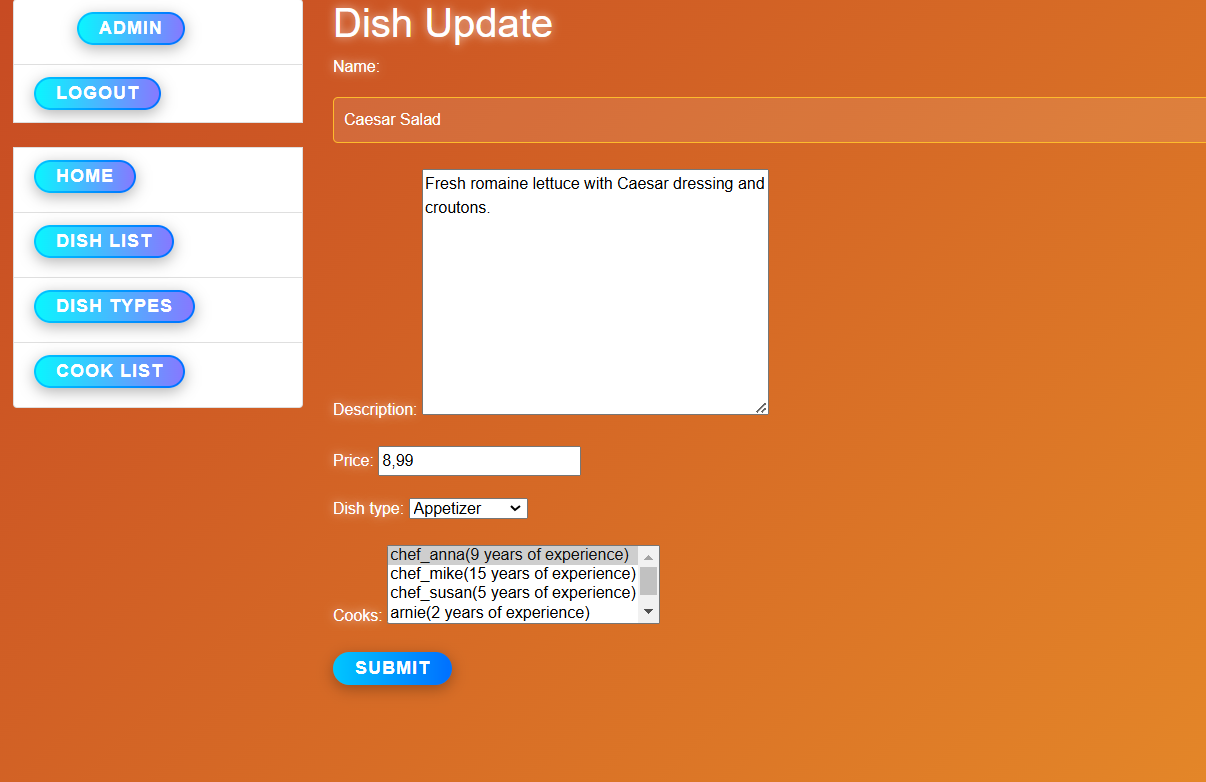 ADMIN
LOGOUT
HOME
DISH LIST
DISH TYPES
COOK LIST
Dish Update
Name:
Caesar Salad
Fresh romaine lettuce with Caesar dressing and
croutons.
Description:
Price: 8,99
Dish type: Appetizer
chef_anna(9 years of experience)
chef_mike(15 years of experience)
chef_susan(5 years of experience)
arnie(2 years of experience)
Cooks:
SUBMIT